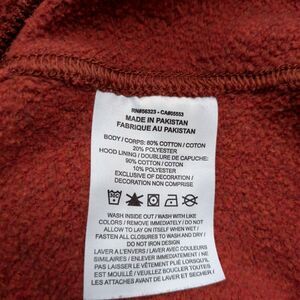 RN#56323 - CA#05553
MADE IN PAKISTAN
FABRIQUE AU PAKISTAN
BODY / CORPS: 80% COTTON / COTON
20% POLYESTER
HOOD LINING / DOUBLURE DE CAPUCHE:
90% COTTON / COTON
10% POLYESTER
EXCLUSIVE OF DECORATION /
DECORATION NON COMPRISE
WASH INSIDE OUT / WASH WITH LIKE
COLORS / REMOVE IMMEDIATELY / DO NOT
ALLOW TO LAY ON ITSELF WHEN WET /
FASTEN ALL CLOSURES TO WASH AND DRY /
DO NOT IRON DESIGN
LAVER A L'ENVERS / LAVER AVEC COULEURS
SIMILAIRES / ENLEVER IMMEDIATEMENT /
NE PAS LAISSER PLIE LORSQU'IL
EST MOUILLE / VEUILLEZ BOUCLER TOUTES
LES ATTACHES AVANT DE LAVER ET SECHER /